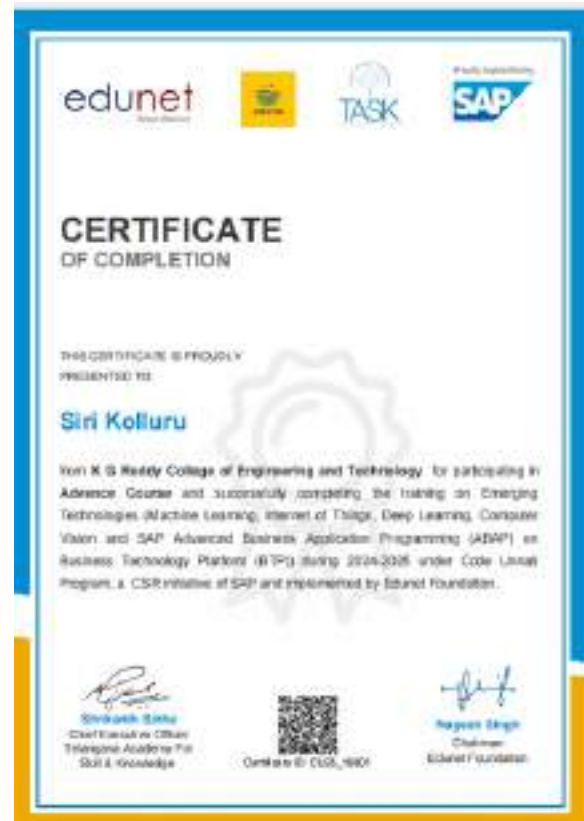 edunet
TASK
SAP
CERTIFICATE
OF COMPLETION
THIS CERTIFICATE IS PROUDLY
PRESENTED TO
Siri Kolluru
from K G Reddy College of Engineering and Technology for participating in
Advance Course and successfully completing the training on Emerging
Technologies (Machine Learning, Internet of Things, Deep Learning, Computer
Vision and SAP Advanced Business Application Programming (ABAP) on
Business Technology Platform (BTP)) during 2024-2025 under Code Unnati
Program, a CSR initiative of SAP and implemented by Edunet Foundation.
Chief Executive Officer
Telangana Academy For
Skill & Knowledge
Certificate ID
Nagesh Singh
Chairman
Edunet Foundation